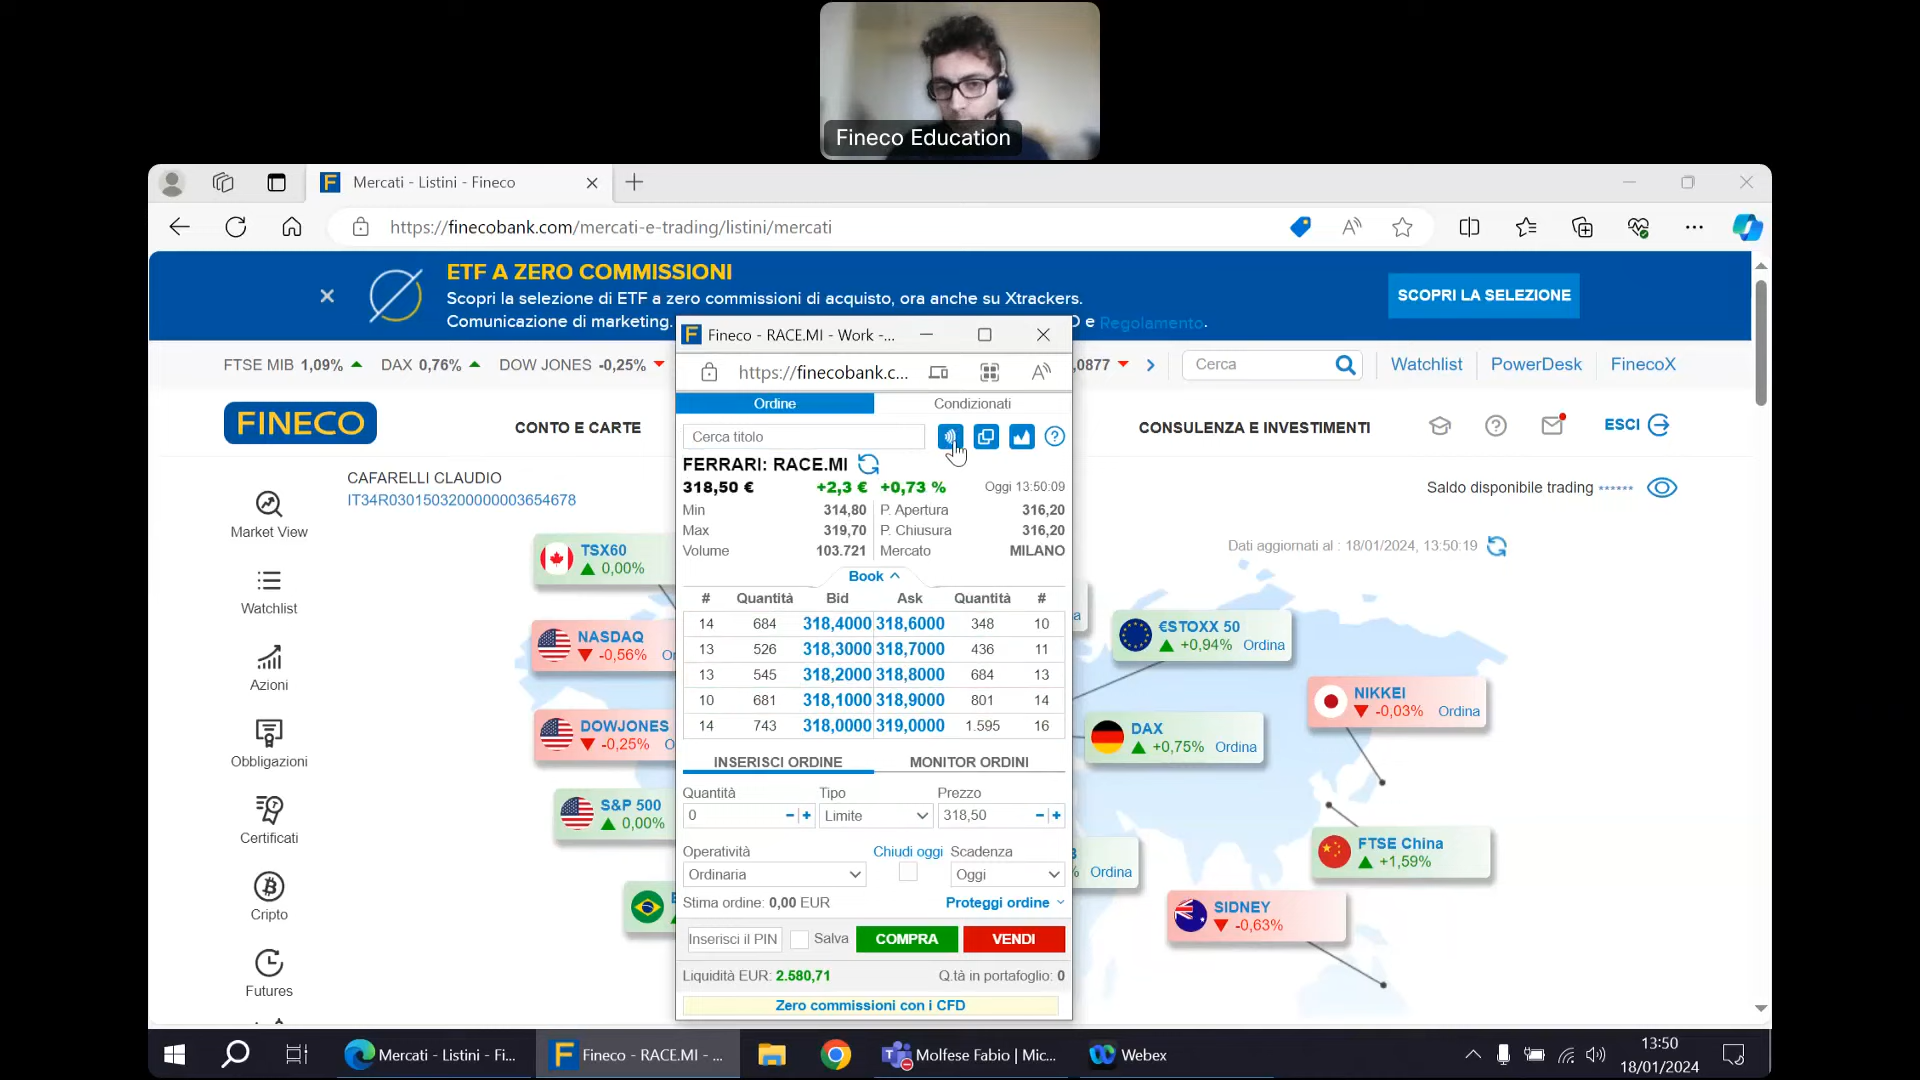 Fineco Education
Mercati - Listini - Fineco
https://finecobank.com/mercati-e-trading/listini/mercati
ETF A ZERO COMMISSIONI
Scopri la selezione di ETF a zero commissioni di acquisto, ora anche su Xtrackers.
Comunicazione di marketing.
e Regolamento.
SCOPRI LA SELEZIONE
FTSE MIB 1,09% DAX 0,76% DOW JONES -0,25%
,0877
Cerca
Watchlist
PowerDesk
FinecoX
FINECO
CONTO E CARTE
CONSULENZA E INVESTIMENTI
ESCI
CAFARELLI CLAUDIO
IT34R0301503200000003654678
Saldo disponibile trading ******
Dati aggiornati al : 18/01/2024, 13:50:19
Market View
Watchlist
Azioni
Obbligazioni
Certificati
Cripto
Futures
TSX60
0,00%
NASDAQ
-0,56%
DOWJONES
-0,25%
S&P 500
0,00%
Fineco - RACE.MI - Work -...
https://finecobank.c...
Ordine
Condizionati
Cerca titolo
FERRARI: RACE.MI
318,50 € +2,3 € +0,73 % Oggi 13:50:09
Min 314,80 P. Apertura 316,20
Max 319,70 P. Chiusura 316,20
Volume 103.721 Mercato MILANO
Book
# Quantità Bid Ask Quantità #
14 684 318,4000 318,6000 348 10
13 526 318,3000 318,7000 436 11
13 545 318,2000 318,8000 684 13
10 681 318,1000 318,9000 801 14
14 743 318,0000 319,0000 1.595 16
INSERISCI ORDINE
MONITOR ORDINI
Quantità Tipo Prezzo
0 Limite 318,50
Operatività Chiudi oggi Scadenza
Ordinaria Oggi
Stima ordine: 0,00 EUR Proteggi ordine
Inserisci il PIN Salva COMPRA VENDI
Liquidità EUR: 2.580,71 Q.tà in portafoglio: 0
Zero commissioni con i CFD
€STOXX 50
+0,94% Ordina
NIKKEI
-0,03% Ordina
DAX
+0,75% Ordina
FTSE China
+1,59%
Ordina
SIDNEY
-0,63%
Mercati - Listini - Fi...
Fineco - RACE.MI - ...
Molfese Fabio | Mic...
Webex
13:50
18/01/2024